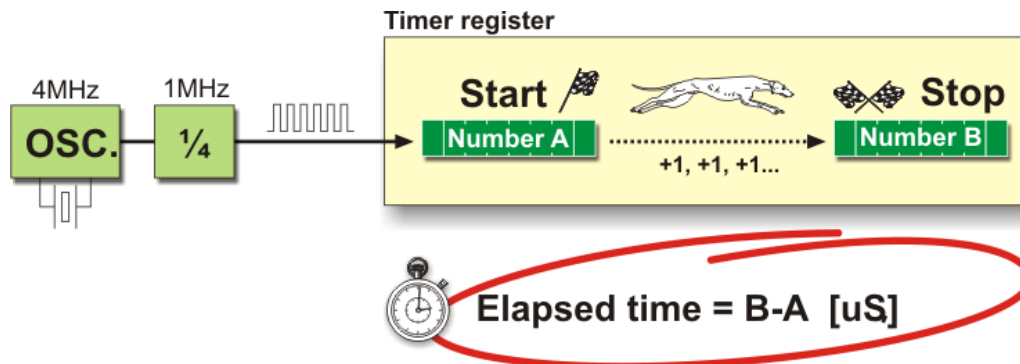 Timer register
4MHz
1MHz
OSC.
¼
Start
Stop
Number A
Number B
+1, +1, +1...
Elapsed time = B-A [uS]